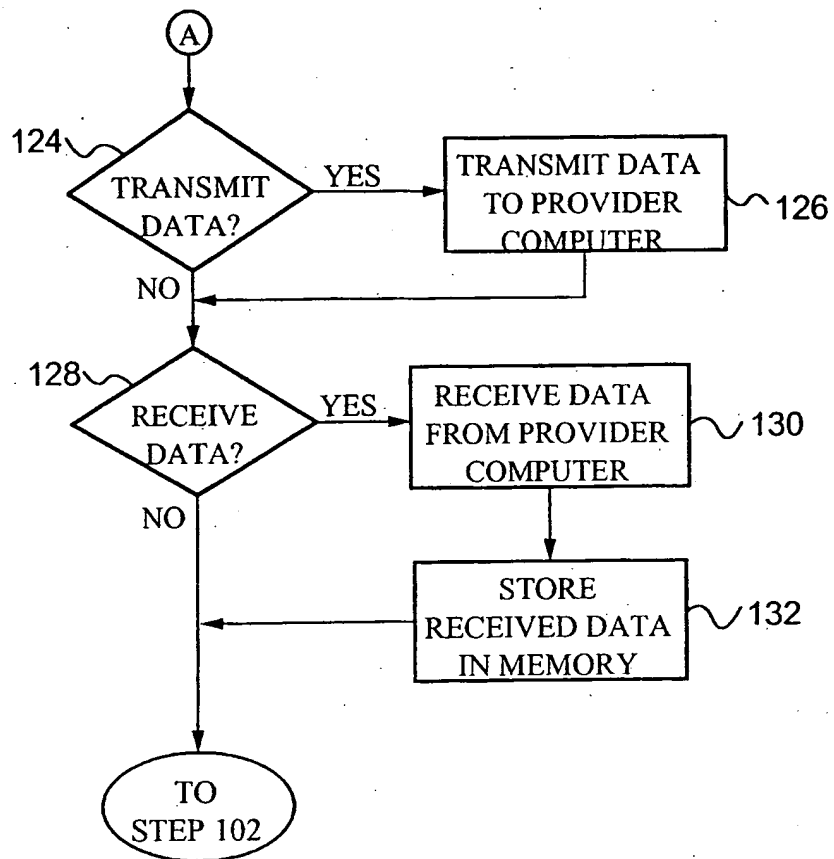 A
124
TRANSMIT
DATA?
YES
TRANSMIT DATA
TO PROVIDER
COMPUTER
126
NO
128
RECEIVE
DATA?
YES
RECEIVE DATA
FROM PROVIDER
COMPUTER
130
NO
STORE
RECEIVED DATA
IN MEMORY
132
TO
STEP 102